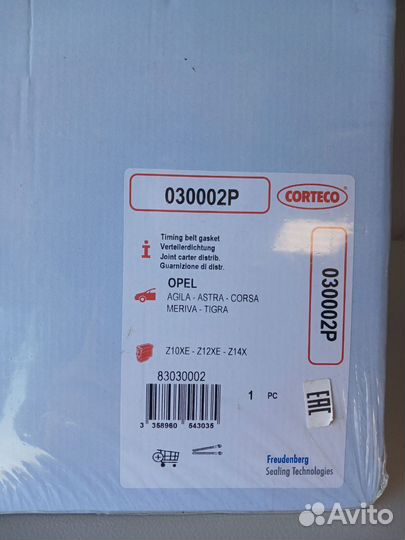 030002P
CORTECO
Timing belt gasket
Verteilerdichtung
Joint carter distrib.
Guarnizione di distr.
OPEL
AGILA - ASTRA - CORSA
MERIVA - TIGRA
030002P
Z10XE - Z12XE - Z14X
83030002
1 PC
EAC
3 358960 543035
Freudenberg
Sealing Technologies
Avito